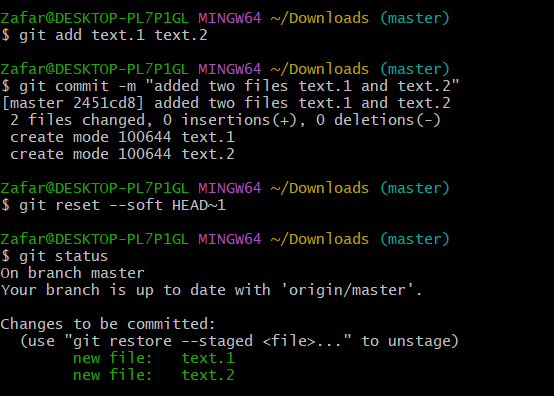 Zafar@DESKTOP-PL7P1GL MINGW64 ~/Downloads (master)
$ git add text.1 text.2
Zafar@DESKTOP-PL7P1GL MINGW64 ~/Downloads (master)
$ git commit -m "added two files text.1 and text.2"
[master 2451cd8] added two files text.1 and text.2
2 files changed, 0 insertions(+), 0 deletions(-)
create mode 100644 text.1
create mode 100644 text.2
Zafar@DESKTOP-PL7P1GL MINGW64 ~/Downloads (master)
$ git reset --soft HEAD~1
Zafar@DESKTOP-PL7P1GL MINGW64 ~/Downloads (master)
$ git status
On branch master
Your branch is up to date with 'origin/master'.
Changes to be committed:
(use "git restore --staged <file>..." to unstage)
new file:   text.1
new file:   text.2